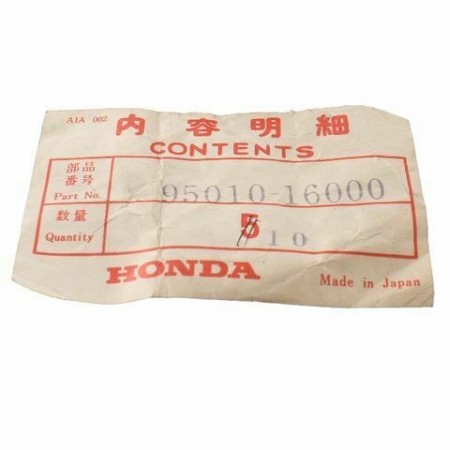 A1A 002
内容明細
CONTENTS
部品
番号
Part No.
95010-16000
数量
Quantity
5 10
HONDA
Made in Japan